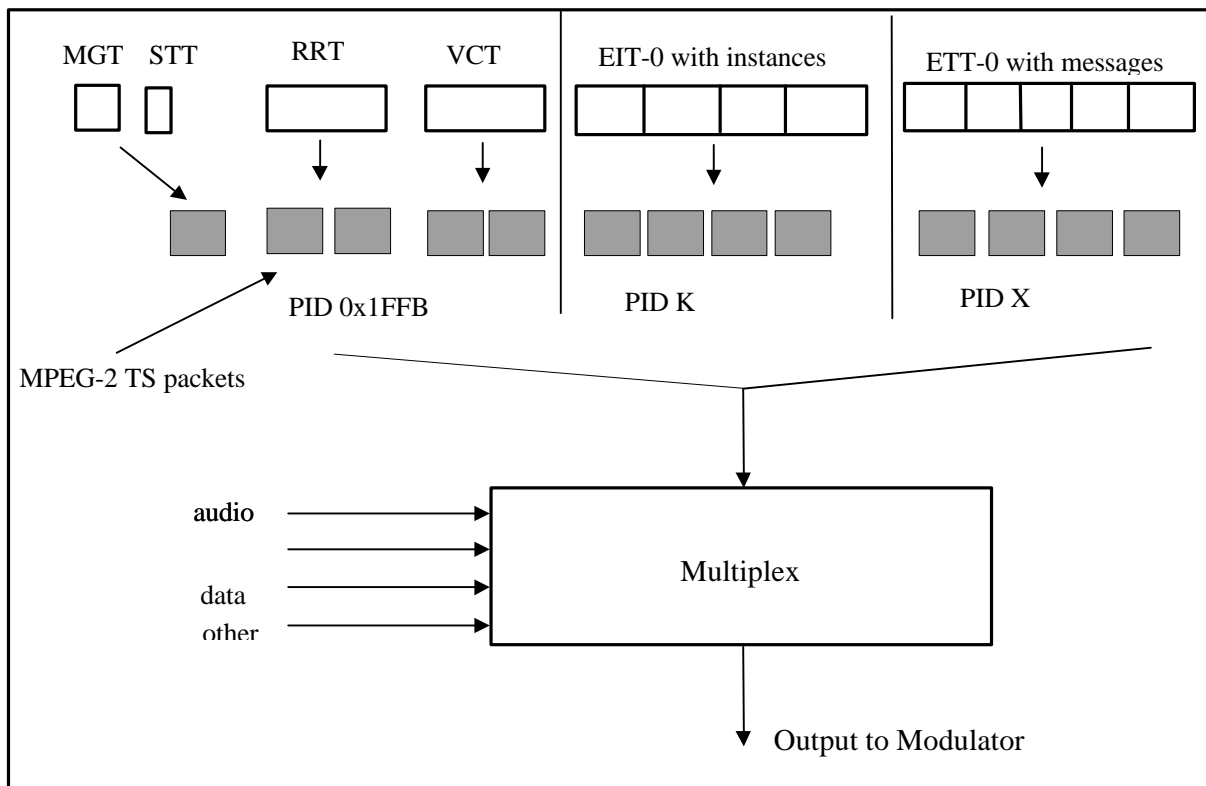 MGT STT RRT VCT EIT-0 with instances ETT-0 with messages
PID 0x1FFB PID K PID X
MPEG-2 TS packets
audio
Multiplex
data
other
Output to Modulator